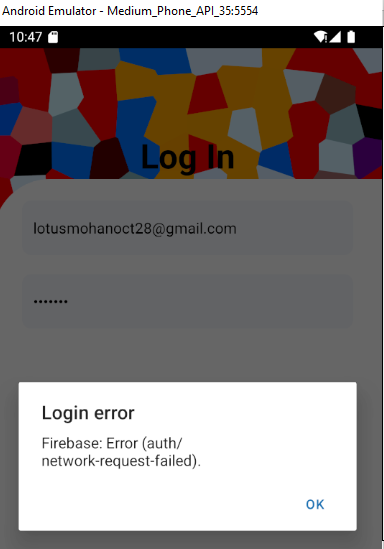 Android Emulator - Medium_Phone_API_35:5554
10:47
Log In
lotusmohanoct28@gmail.com
•••••••
Login error
Firebase: Error (auth/
network-request-failed).
OK